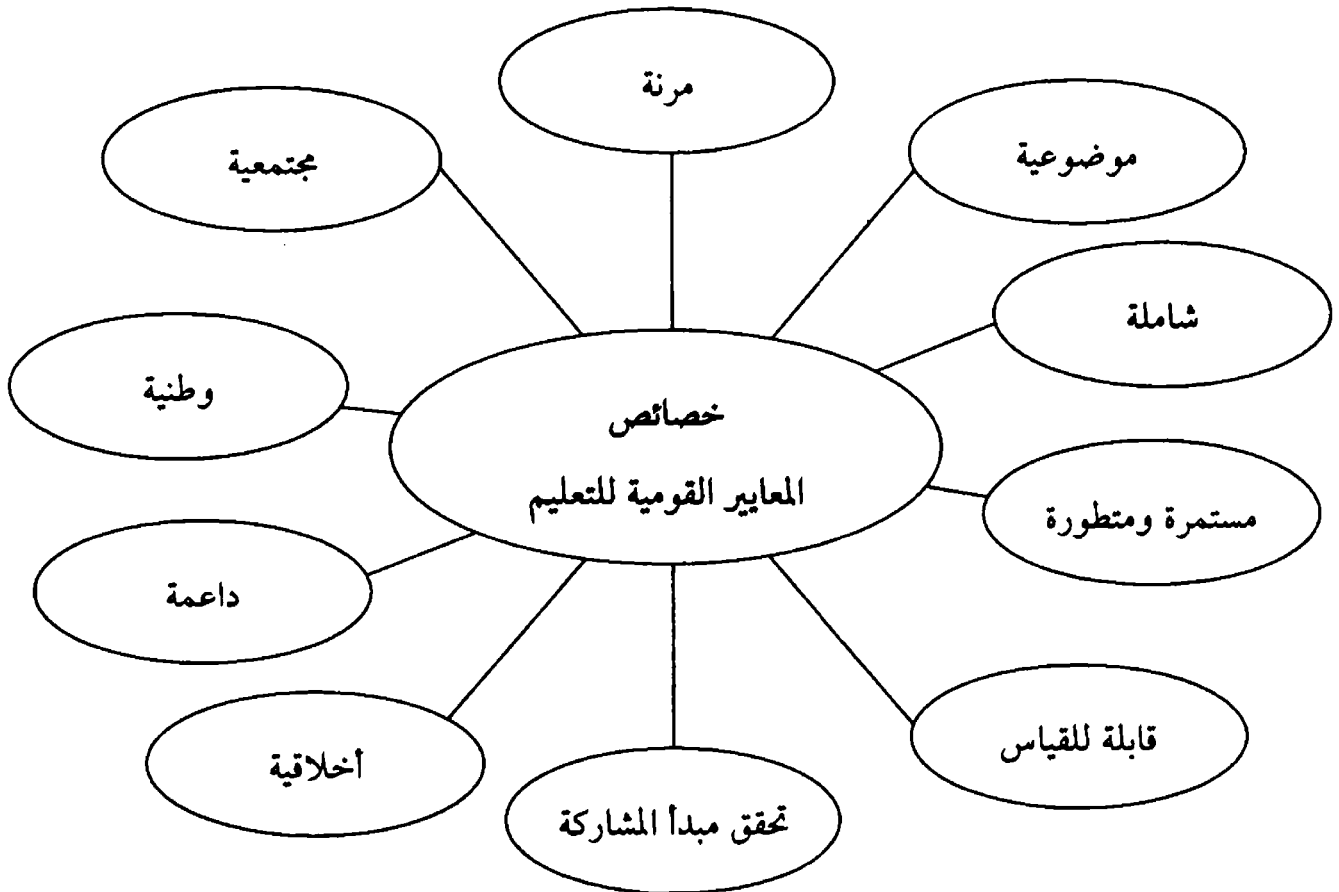 مرنة
موضوعية
مجتمعية
شاملة
وطنية
خصائص
المعايير القومية للتعليم
مستمرة ومتطورة
داعمة
قابلة للقياس
أخلاقية
تحقق مبدأ المشاركة